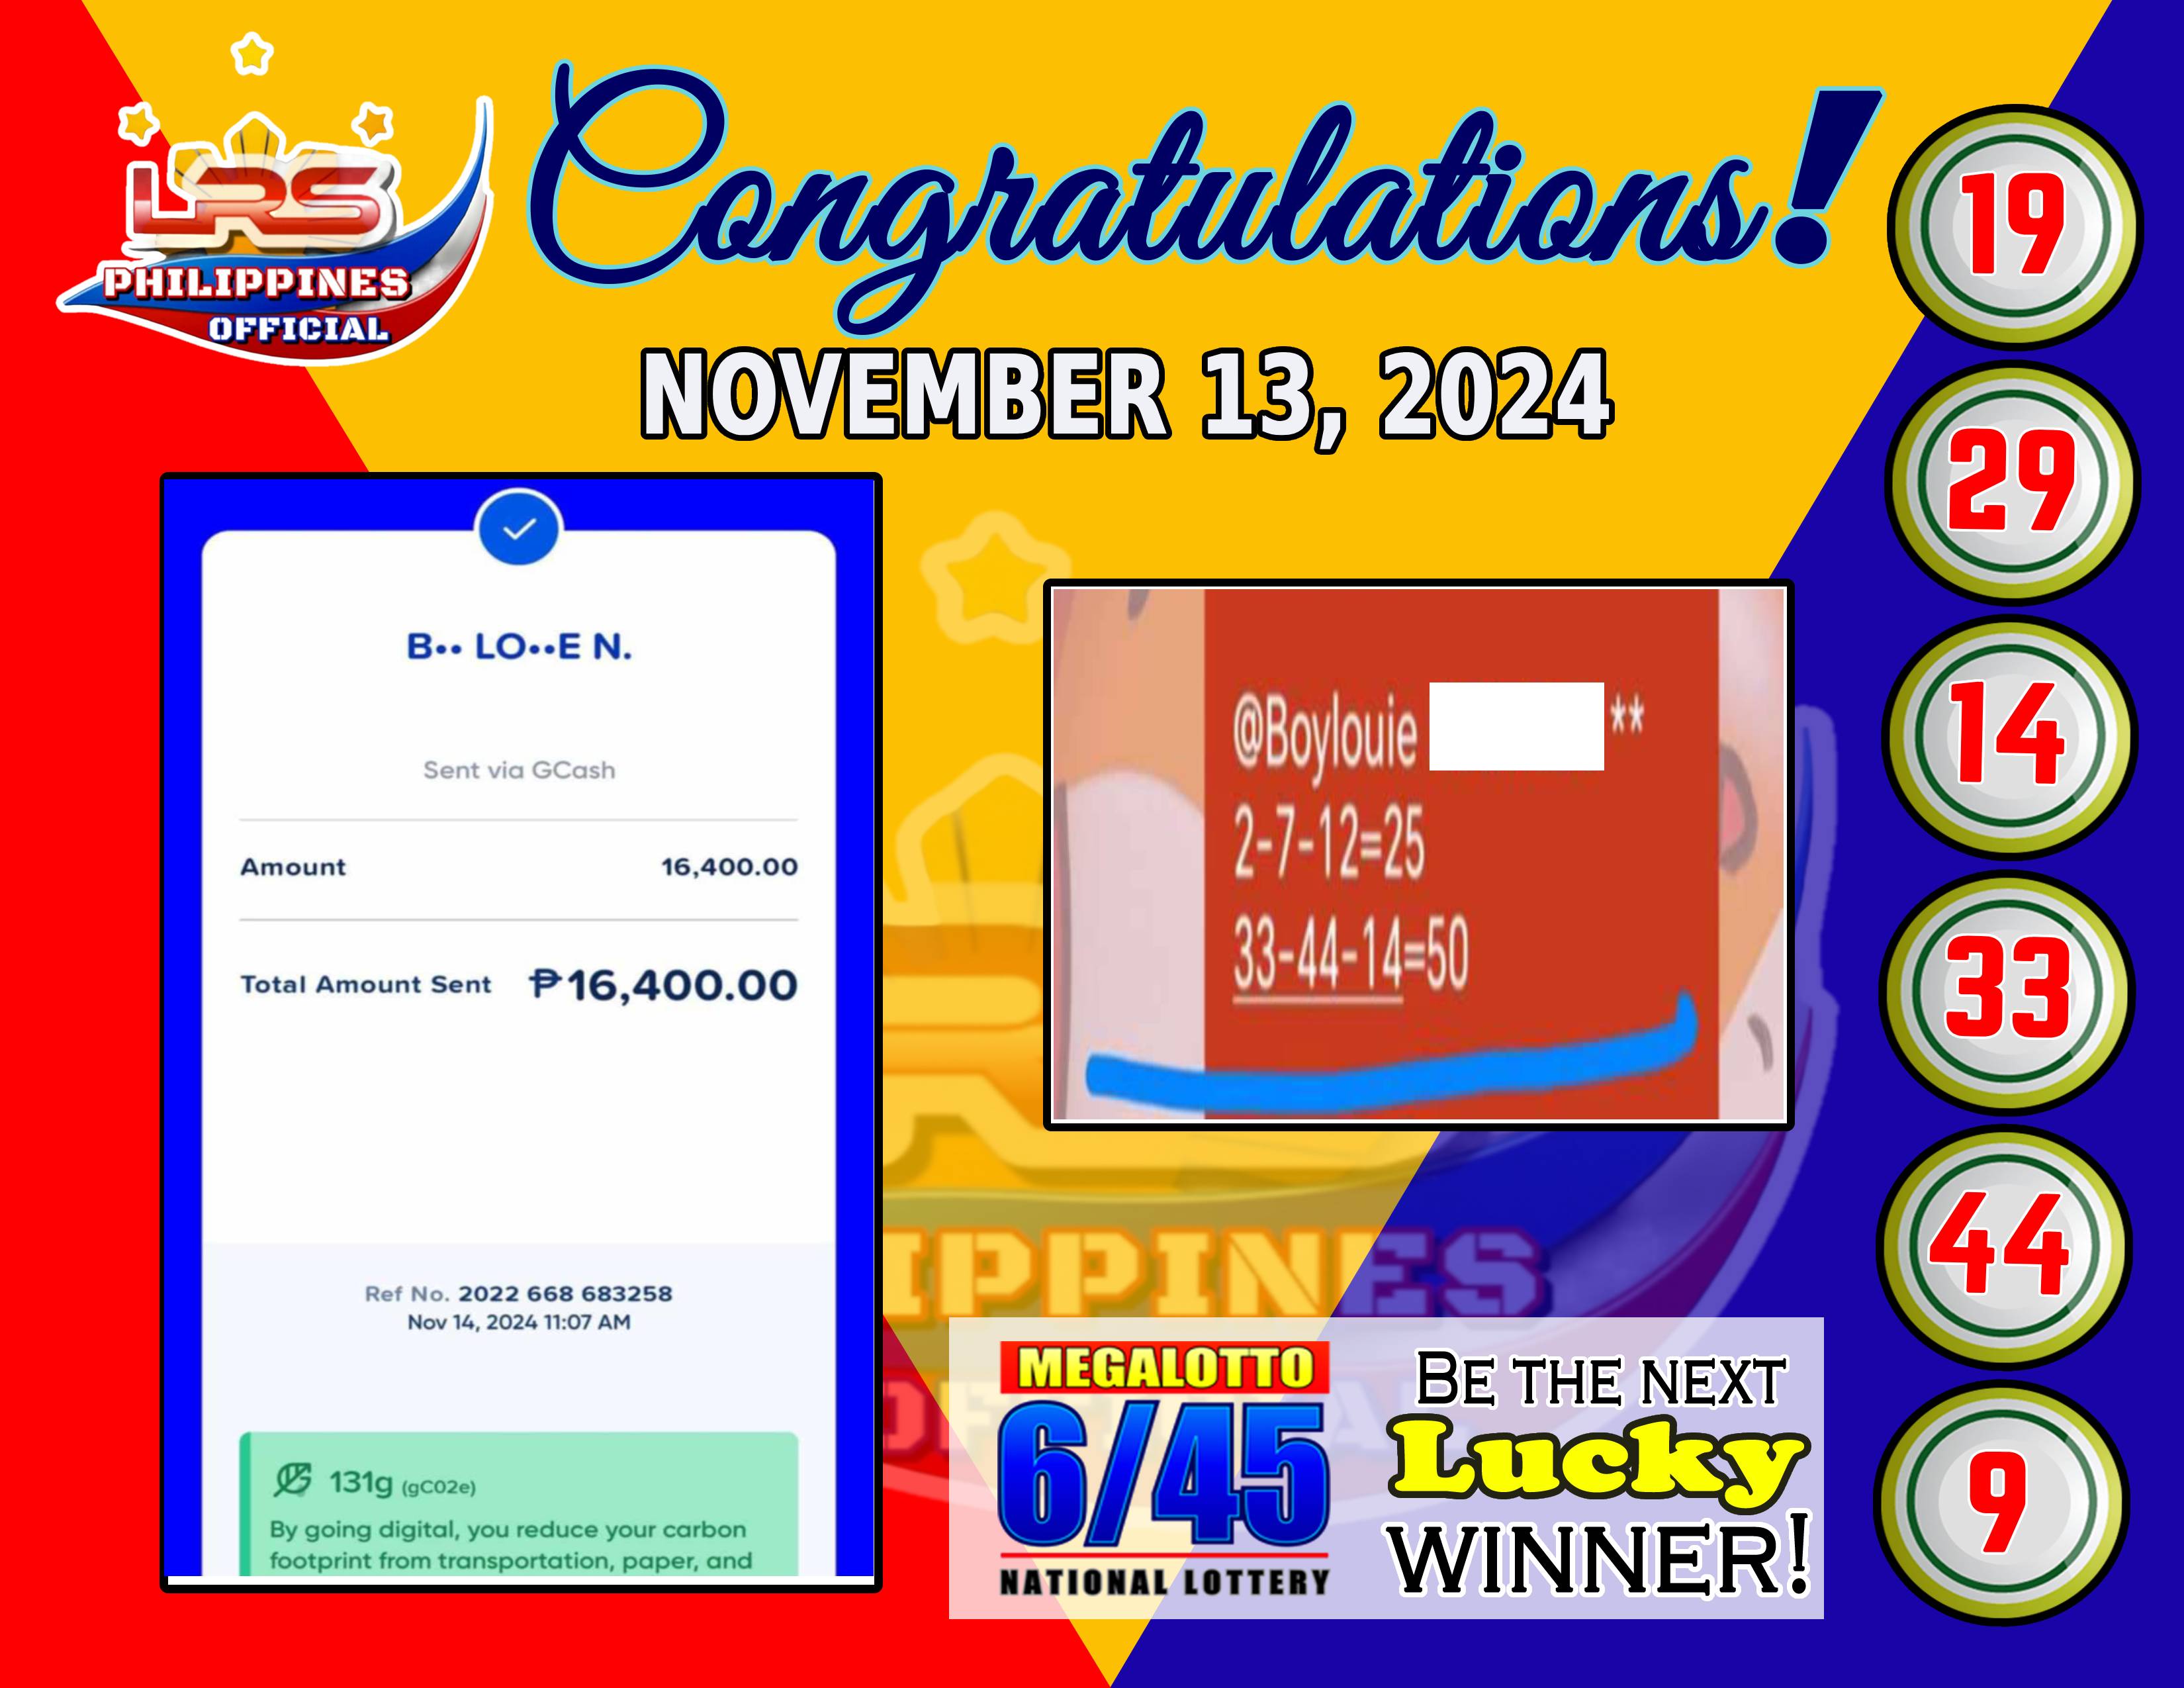 LRS
PHILIPPINES
OFFICIAL
Congratulations!
NOVEMBER 13, 2024
B•• LO••E N.
Sent via GCash
Amount 16,400.00
Total Amount Sent ₱16,400.00
Ref No. 2022 668 683258
Nov 14, 2024 11:07 AM
131g (gC02e)
By going digital, you reduce your carbon
footprint from transportation, paper, and
@Boylouie **
2-7-12=25
33-44-14=50
IPPINES
MEGALOTTO
6/45
NATIONAL LOTTERY
BE THE NEXT
Lucky
WINNER!
19
29
14
33
44
9